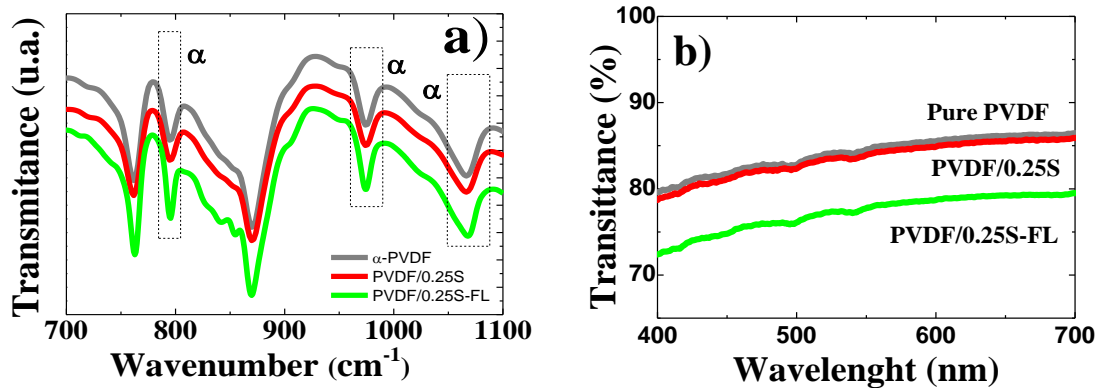 a)
Transmitance (u.a.)
α
α
α
α-PVDF
PVDF/0.25S
PVDF/0.25S-FL
700 800 900 1000 1100
Wavenumber (cm⁻¹)
b)
Transittance (%)
100
90
80
70
Pure PVDF
PVDF/0.25S
PVDF/0.25S-FL
400 500 600 700
Wavelenght (nm)